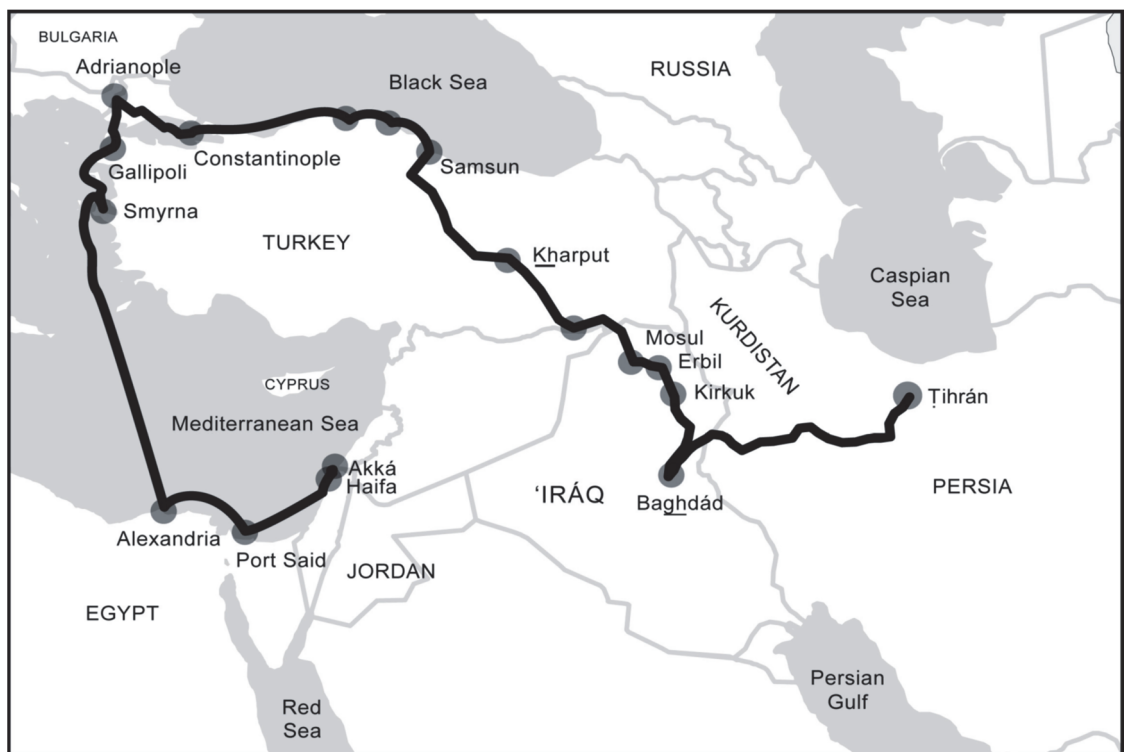 BULGARIA
Adrianople
Black Sea
RUSSIA
Constantinople
Gallipoli
Samsun
Smyrna
TURKEY
Kharput
Caspian
Sea
KURDISTAN
Mosul
Erbil
Kirkuk
CYPRUS
Ṭihrán
Mediterranean Sea
Akká
Haifa
‘IRÁQ
PERSIA
Baghdád
Alexandria
Port Said
JORDAN
EGYPT
Persian
Gulf
Red
Sea